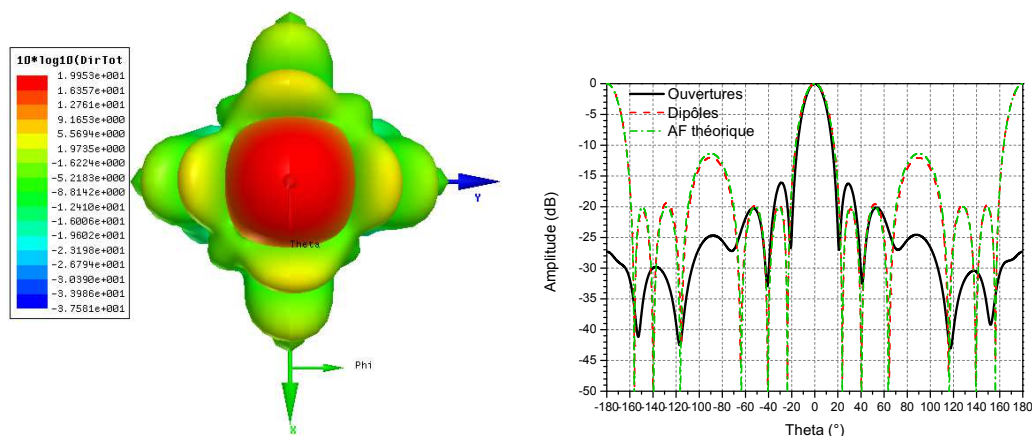 10*log10(DirTot
1.9953e+001
1.6357e+001
1.2761e+001
9.1653e+000
5.5694e+000
1.9735e+000
-1.6224e+000
-5.2183e+000
-8.8142e+000
-1.2410e+001
-1.6006e+001
-1.9602e+001
-2.3198e+001
-2.6794e+001
-3.0390e+001
-3.3986e+001
-3.7581e+001
Theta
Y
Phi
X
Ouvertures
Dipôles
AF théorique
Amplitude (dB)
0
-5
-10
-15
-20
-25
-30
-35
-40
-45
-50
-180 -160 -140 -120 -100 -80 -60 -40 -20 0 20 40 60 80 100 120 140 160 180
Theta (°)